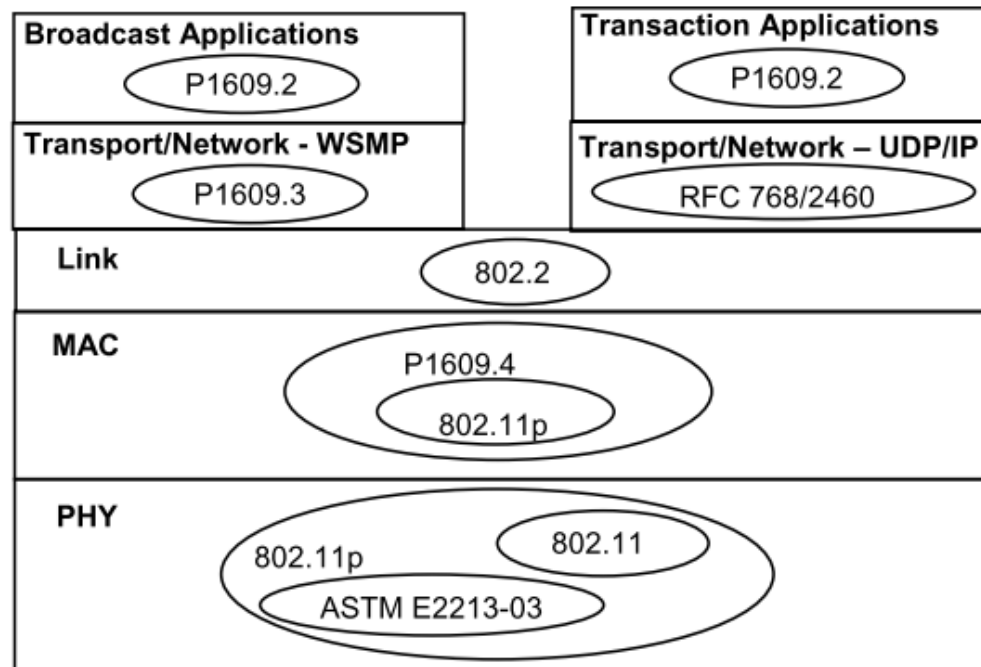 Broadcast Applications
P1609.2
Transaction Applications
P1609.2
Transport/Network - WSMP
P1609.3
Transport/Network – UDP/IP
RFC 768/2460
Link
802.2
MAC
P1609.4
802.11p
PHY
802.11
802.11p
ASTM E2213-03